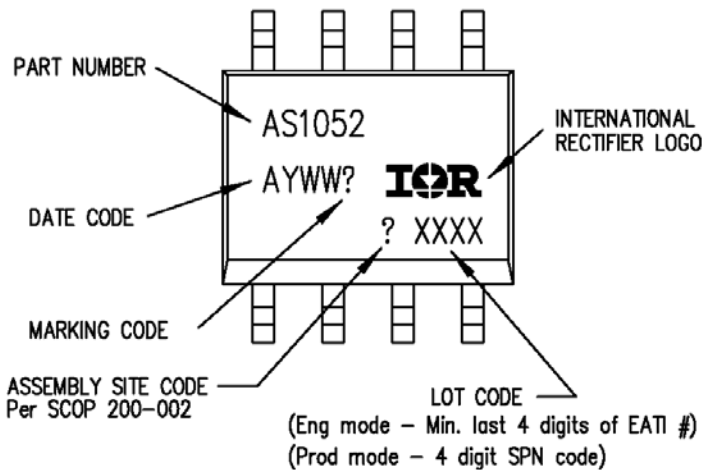 PART NUMBER
AS1052
INTERNATIONAL
RECTIFIER LOGO
AYWW? IOR
DATE CODE
? XXXX
MARKING CODE
ASSEMBLY SITE CODE
Per SCOP 200-002
LOT CODE
(Eng mode - Min. last 4 digits of EATI #)
(Prod mode - 4 digit SPN code)